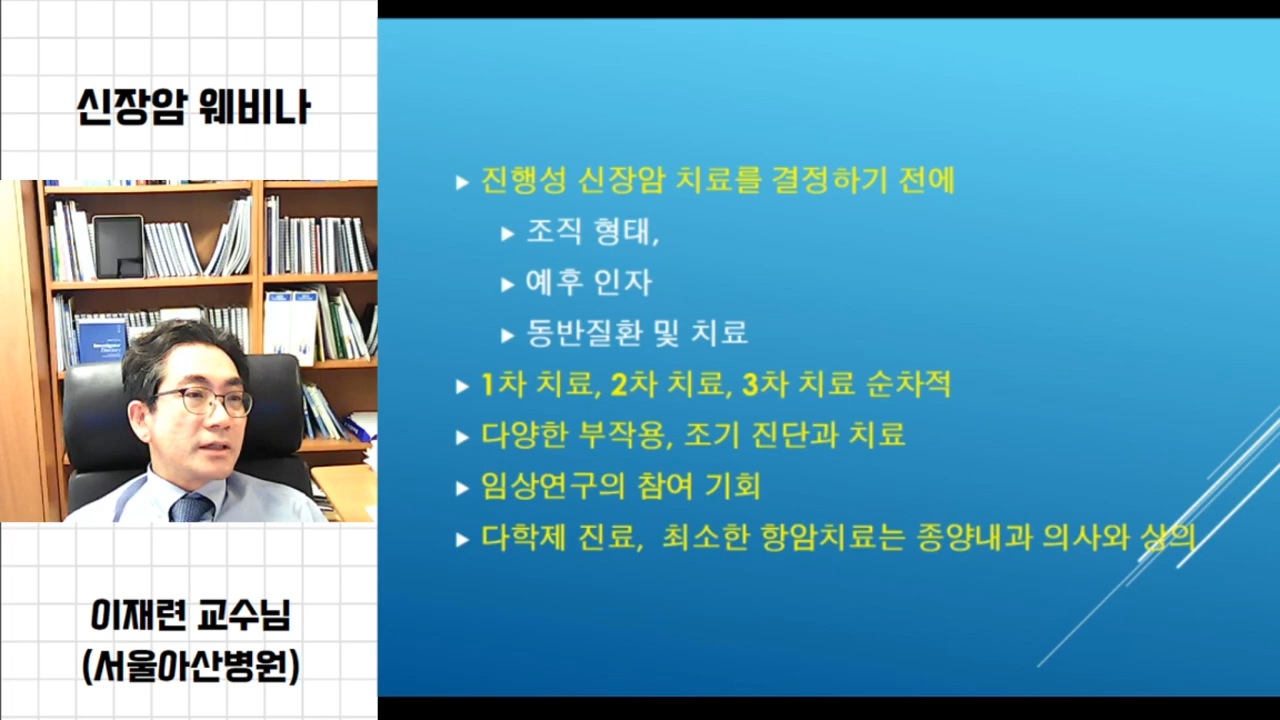 신장암 웨비나
이재련 교수님
(서울아산병원)
진행성 신장암 치료를 결정하기 전에
조직 형태,
예후 인자
동반질환 및 치료
1차 치료, 2차 치료, 3차 치료 순차적
다양한 부작용, 조기 진단과 치료
임상연구의 참여 기회
다학제 진료, 최소한 항암치료는 종양내과 의사와 상의